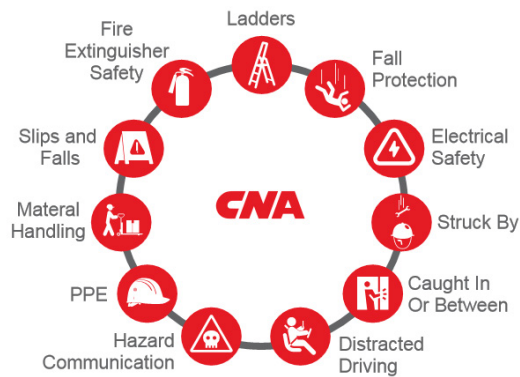 Ladders
Fall
Protection
Electrical
Safety
Struck By
Caught In
Or Between
Distracted
Driving
Hazard
Communication
PPE
Materal
Handling
Slips and
Falls
Fire
Extinguisher
Safety
CNA